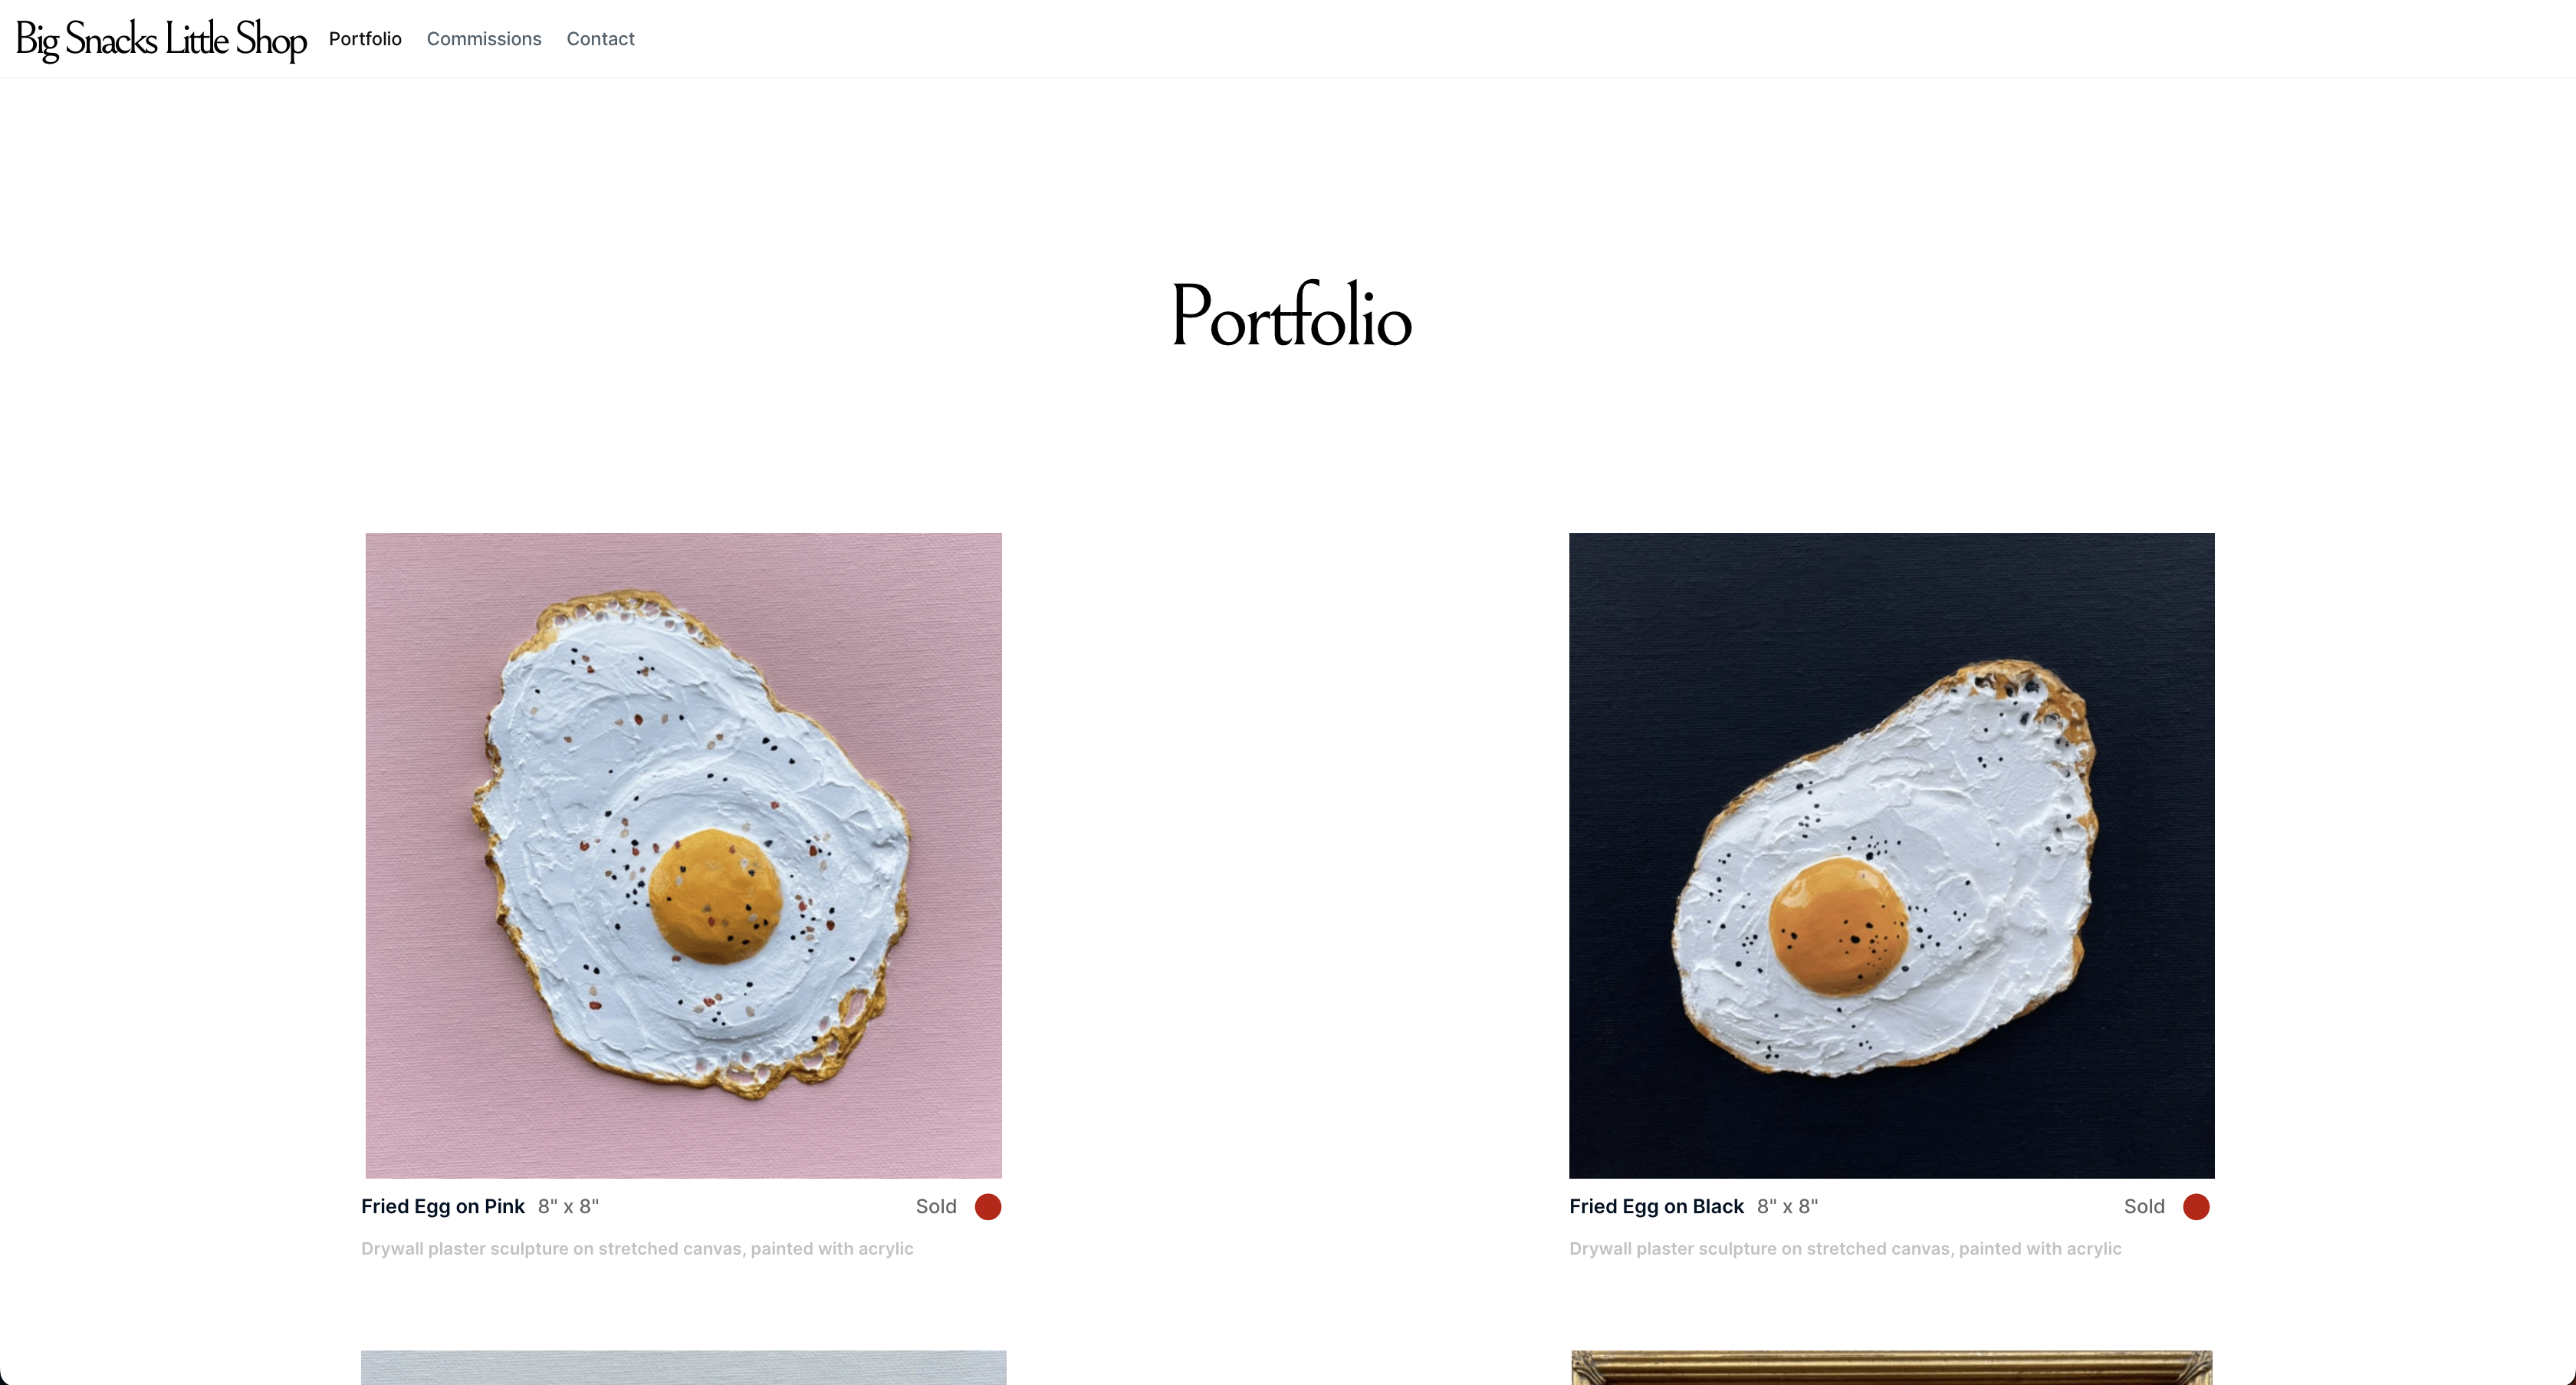 Big Snacks Little Shop Portfolio Commissions Contact
Portfolio
Fried Egg on Pink 8" x 8" Sold
Drywall plaster sculpture on stretched canvas, painted with acrylic
Fried Egg on Black 8" x 8" Sold
Drywall plaster sculpture on stretched canvas, painted with acrylic